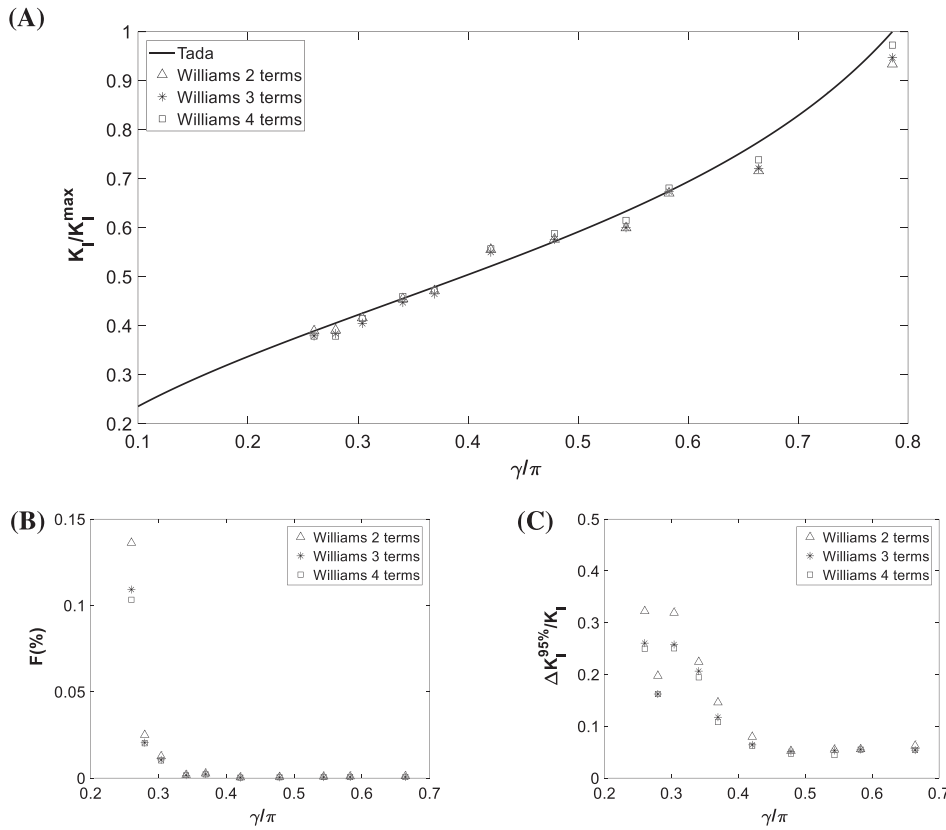 (A)
1
0.9
0.8
0.7
0.6
0.5
0.4
0.3
0.2
K_I/K_I^max
Tada
Williams 2 terms
Williams 3 terms
Williams 4 terms
0.1 0.2 0.3 0.4 0.5 0.6 0.7 0.8
γ/π
(B)
0.15
0.1
0.05
0
F(%)
Williams 2 terms
Williams 3 terms
Williams 4 terms
0.2 0.3 0.4 0.5 0.6 0.7
γ/π
(C)
0.5
0.4
0.3
0.2
0.1
0
ΔK_I^95%/K_I
Williams 2 terms
Williams 3 terms
Williams 4 terms
0.2 0.3 0.4 0.5 0.6 0.7
γ/π